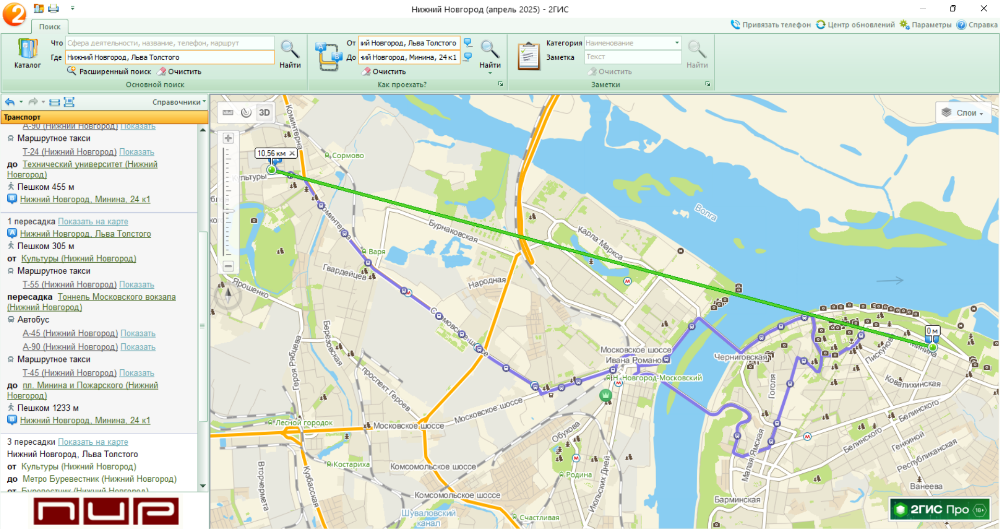 Нижний Новгород (апрель 2025) - 2ГИС
Поиск
Привязать телефон
Центр обновлений
Параметры
Справка
Каталог
Что Сфера деятельности, название, телефон, маршрут
Где Нижний Новгород, Льва Толстого
Расширенный поиск
Очистить
Найти
Основной поиск
От ий Новгород, Льва Толстого
До ий Новгород, Минина, 24 к1
Очистить
Найти
Как проехать?
Категория Наименование
Заметка Текст
Очистить
Найти
Заметки
Справочники
Транспорт
А-90 (Нижний Новгород) Показать
Маршрутное такси
Т-24 (Нижний Новгород) Показать
до Технический университет (Нижний
Новгород)
Пешком 455 м
B Нижний Новгород, Минина, 24 к1
1 пересадка Показать на карте
A Нижний Новгород, Льва Толстого
Пешком 305 м
от Культуры (Нижний Новгород)
Маршрутное такси
Т-55 (Нижний Новгород) Показать
пересадка Тоннель Московского вокзала
(Нижний Новгород)
Автобус
А-45 (Нижний Новгород) Показать
А-90 (Нижний Новгород) Показать
Маршрутное такси
Т-45 (Нижний Новгород) Показать
до пл. Минина и Пожарского (Нижний
Новгород)
Пешком 1233 м
B Нижний Новгород, Минина, 24 к1
3 пересадки Показать на карте
Нижний Новгород, Льва Толстого
от Культуры (Нижний Новгород)
до Метро Буревестник (Нижний Новгород)
от Буревестник (Нижний Новгород)
ПИР
3D
Слои
10,56 км
0 м
Коминтерна
Сормово
Культуры
Коминтерна
Бурнаковская
Варя
Гвардейцев
Ярошенко
Народная
Карла Маркса
Волга
Сормовское шоссе
Берёзовская
Героя Рябцева
проспект Героев
Московское шоссе
Ивана Романова
Н. Новгород-Московский
Черниговская
Пискунова
Минина
Ковалихинская
Гоголя
Белинского
Белинского
Генкиной
Республиканская
Ванеева
Малая Ямская
Барминская
Московское шоссе
Московское шоссе
Лесной городок
Костариха
Обухова
Родина
Комсомольское шоссе
Комсомольское шоссе
Вторчермета
Кузбасская
Июльских Дней
Шуваловский
канал
Счастливая
2ГИС Про 18+